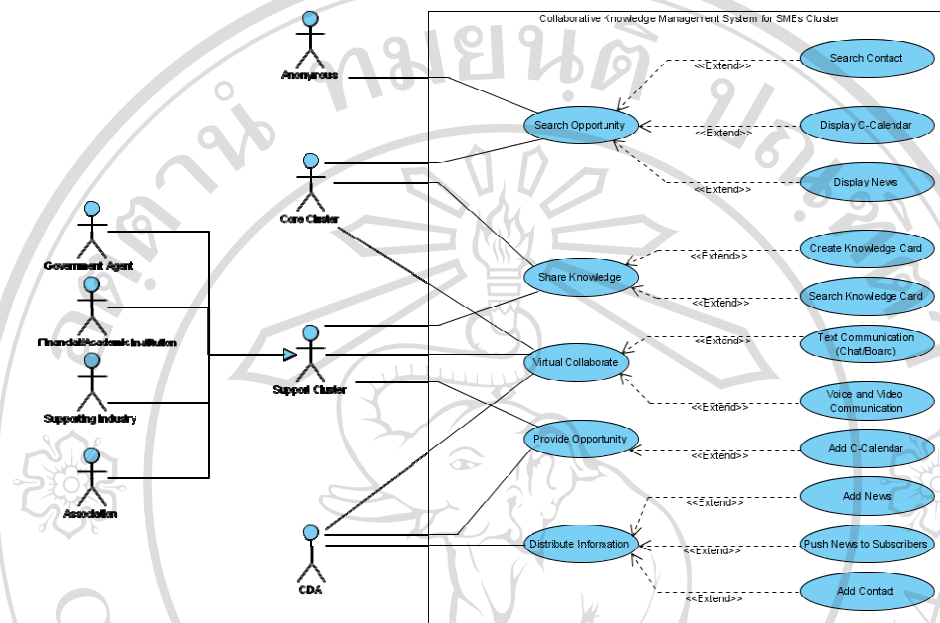 Collaborative Knowledge Management System for SMEs Cluster
Anonymous
Core Cluster
Government Agent
Financial/Academic Institution
Supporting Industry
Association
Support Cluster
CDA
Search Opportunity
Share Knowledge
Virtual Collaborate
Provide Opportunity
Distribute Information
<<Extend>>
Search Contact
<<Extend>>
Display C-Calendar
<<Extend>>
Display News
<<Extend>>
Create Knowledge Card
<<Extend>>
Search Knowledge Card
<<Extend>>
Text Communication
(Chat/Board)
<<Extend>>
Voice and Video
Communication
<<Extend>>
Add C-Calendar
<<Extend>>
Add News
<<Extend>>
Push News to Subscribers
<<Extend>>
Add Contact